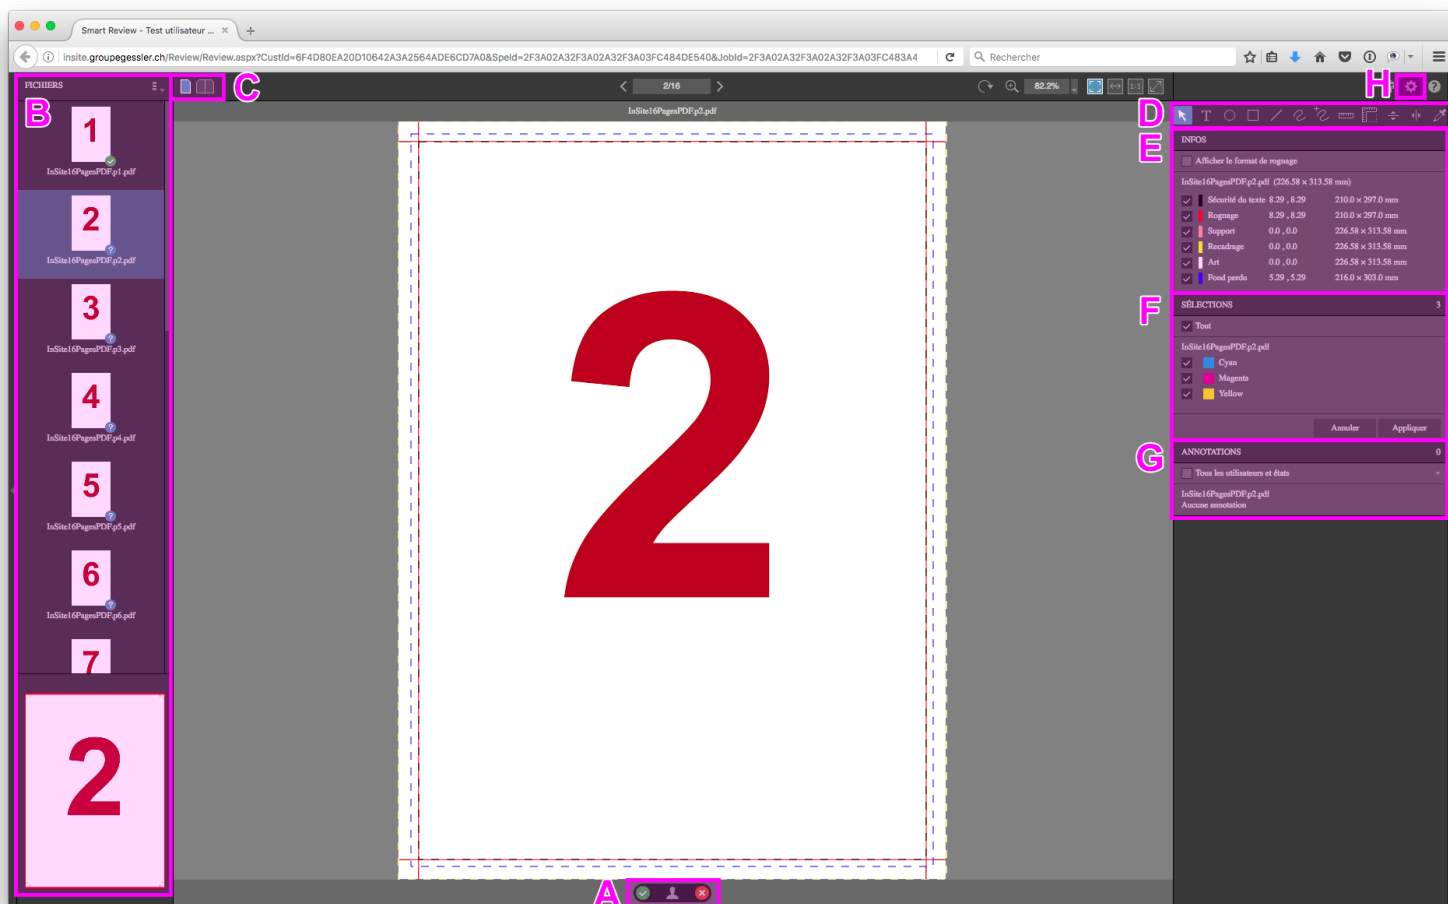 Smart Review - Test utilisateur ...
insite.groupegessler.ch/Review/Review.aspx?CustId=6F4D80EA20D10642A3A2564ADE6CD7A0&SpeId=2F3A02A32F3A02A32F3A03FC484DE540&JobId=2F3A02A32F3A02A32F3A03FC483A4
Rechercher
FICHIERS
C
2/16
82.2%
1:1
H
?
B
InSite16PagesPDF.p2.pdf
D
T
1
InSite16PagesPDF.p1.pdf
2
InSite16PagesPDF.p2.pdf
3
InSite16PagesPDF.p3.pdf
4
InSite16PagesPDF.p4.pdf
5
InSite16PagesPDF.p5.pdf
6
InSite16PagesPDF.p6.pdf
7
2
2
A
E
INFOS
Afficher le format de rognage
InSite16PagesPDF.p2.pdf (226.58 × 313.58 mm)
Sécurité du texte 8.29 , 8.29 210.0 × 297.0 mm
Rognage 8.29 , 8.29 210.0 × 297.0 mm
Support 0.0 , 0.0 226.58 × 313.58 mm
Recadrage 0.0 , 0.0 226.58 × 313.58 mm
Art 0.0 , 0.0 226.58 × 313.58 mm
Fond perdu 5.29 , 5.29 216.0 × 303.0 mm
F
SÉLECTIONS 3
Tout
InSite16PagesPDF.p2.pdf
Cyan
Magenta
Yellow
Annuler Appliquer
G
ANNOTATIONS 0
Tous les utilisateurs et états
InSite16PagesPDF.p2.pdf
Aucune annotation